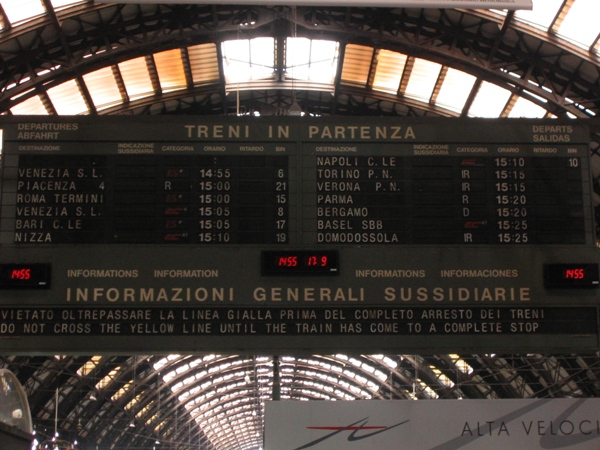 DEPARTURES
ABFAHRT
TRENI IN PARTENZA
DEPARTS
SALIDAS
DESTINAZIONE INDICAZIONE SUSSIDIARIA CATEGORIA ORARIO RITARDO BIN
VENEZIA S.L. 14:55 6
PIACENZA 4 R 15:00 21
ROMA TERMINI 15:00 15
VENEZIA S.L. 15:05 8
BARI C.LE 15:05 17
NIZZA 15:10 19
DESTINAZIONE INDICAZIONE SUSSIDIARIA CATEGORIA ORARIO RITARDO BIN
NAPOLI C.LE 15:10 10
TORINO P.N. IR 15:15
VERONA P.N. IR 15:15
PARMA R 15:20
BERGAMO D 15:20
BASEL SBB 15:25
DOMODOSSOLA IR 15:25
1455
1455 17 9
1455
INFORMATIONS INFORMATION INFORMATIONS INFORMACIONES
INFORMAZIONI GENERALI SUSSIDIARIE
VIETATO OLTREPASSARE LA LINEA GIALLA PRIMA DEL COMPLETO ARRESTO DEI TRENI
DO NOT CROSS THE YELLOW LINE UNTIL THE TRAIN HAS COME TO A COMPLETE STOP
ALTA VELOCI